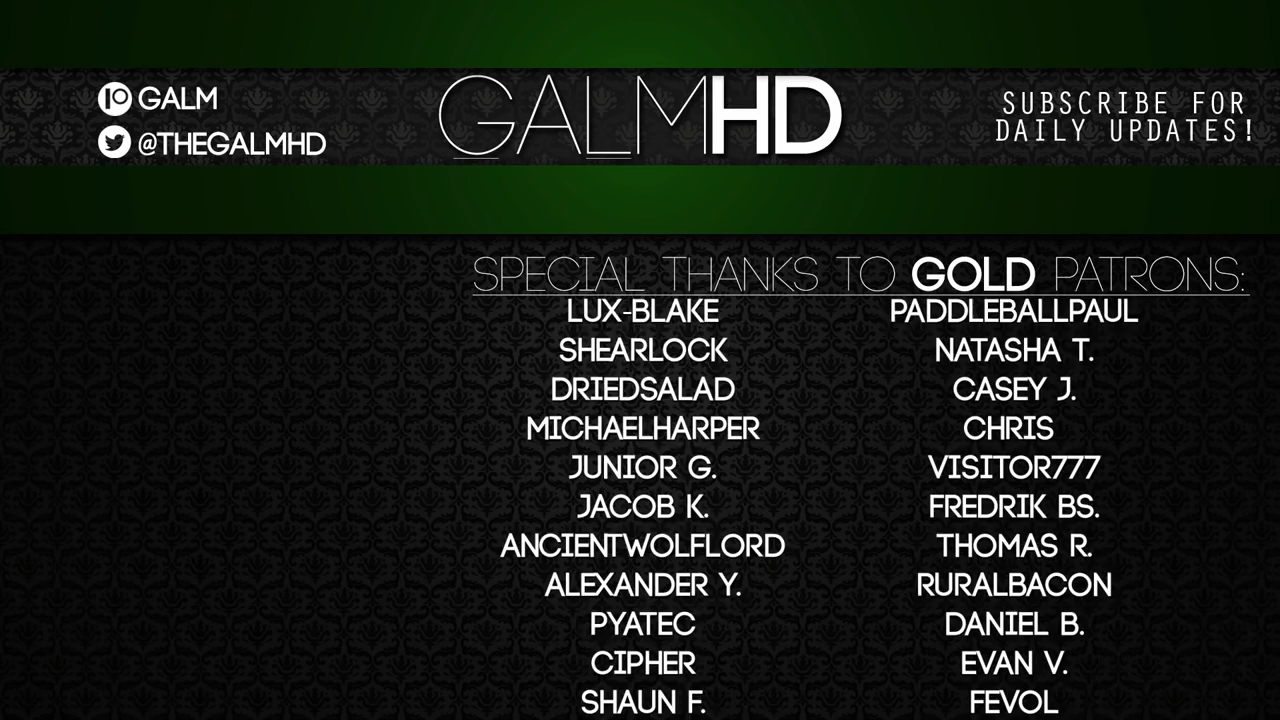 GALM
@THEGALMHD
GALMHD
SUBSCRIBE FOR
DAILY UPDATES!
SPECIAL THANKS TO GOLD PATRONS:
LUX-BLAKE
SHEARLOCK
DRIEDSALAD
MICHAELHARPER
JUNIOR G.
JACOB K.
ANCIENTWOLFLORD
ALEXANDER Y.
PYATEC
CIPHER
SHAUN F.
PADDLEBALLPAUL
NATASHA T.
CASEY J.
CHRIS
VISITOR777
FREDRIK BS.
THOMAS R.
RURALBACON
DANIEL B.
EVAN V.
FEVOL